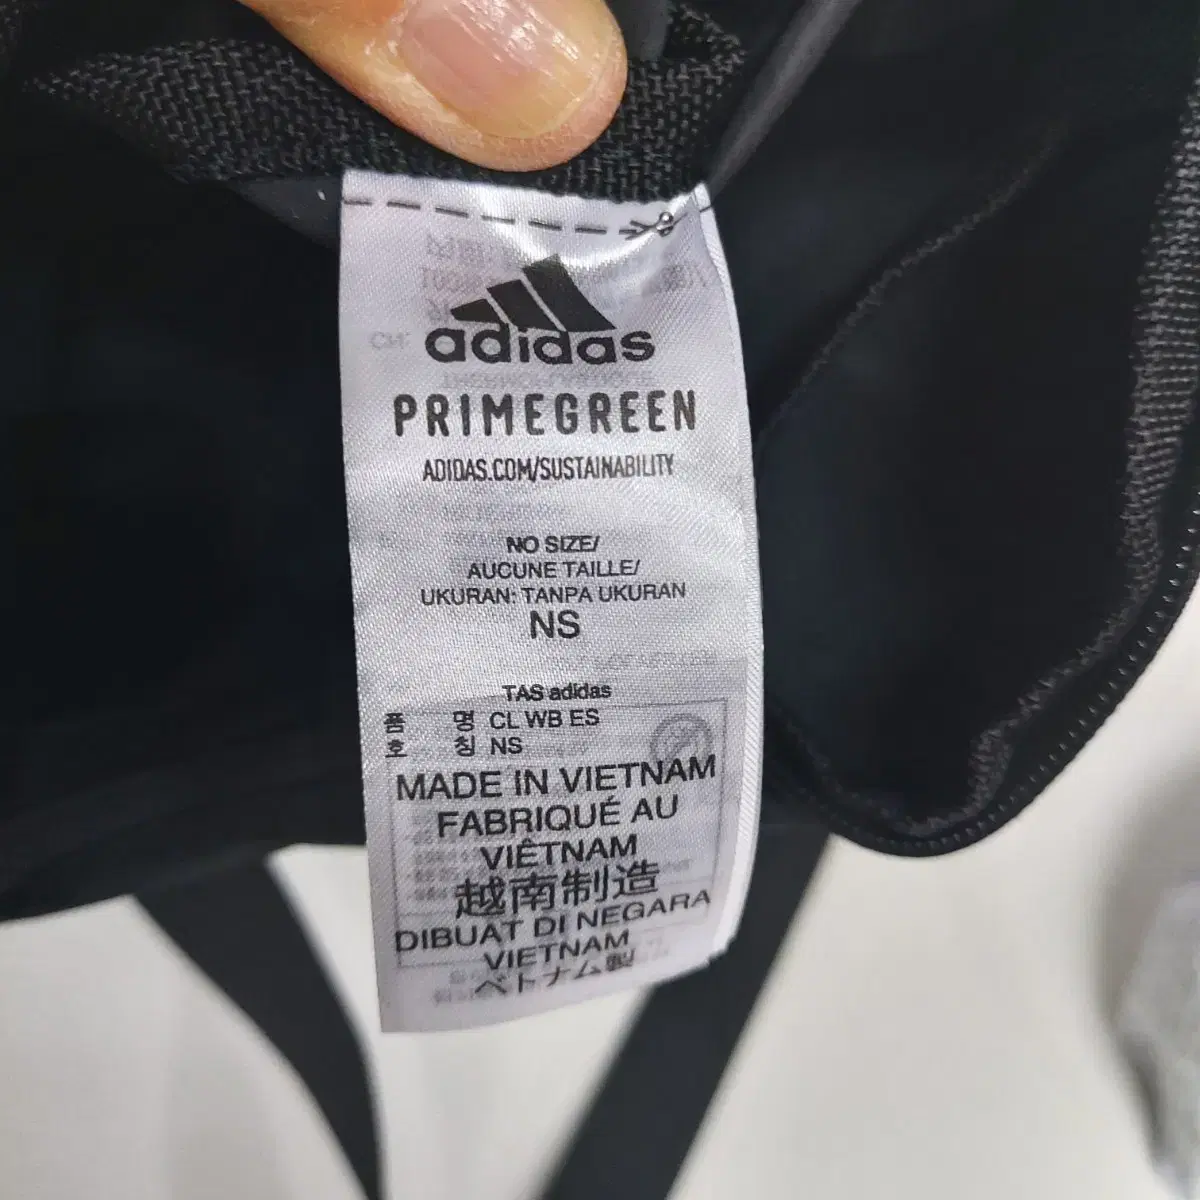 adidas
PRIMEGREEN
ADIDAS.COM/SUSTAINABILITY
NO SIZE/
AUCUNE TAILLE/
UKURAN: TANPA UKURAN
NS
TAS adidas
품 명 CL WB ES
호 칭 NS
MADE IN VIETNAM
FABRIQUÉ AU
VIÊTNAM
越南制造
DIBUAT DI NEGARA
VIETNAM
ベトナム製